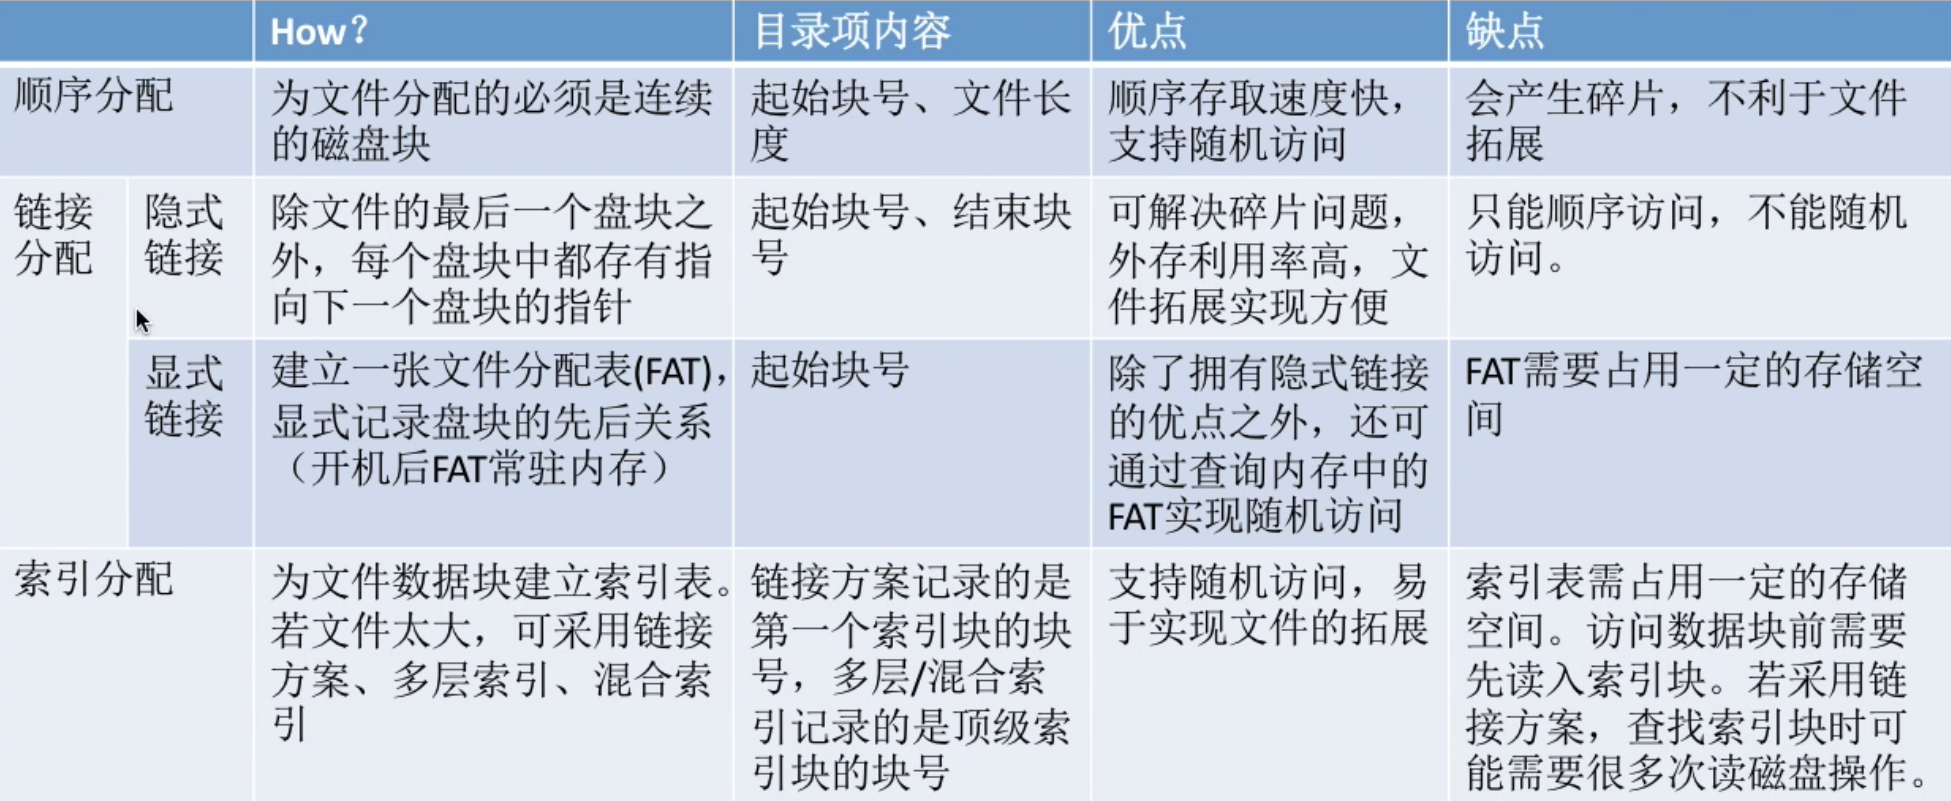 How?
目录项内容
优点
缺点
顺序分配
为文件分配的必须是连续
的磁盘块
起始块号、文件长
度
顺序存取速度快，
支持随机访问
会产生碎片，不利于文件
拓展
链接
分配
隐式
链接
除文件的最后一个盘块之
外，每个盘块中都存有指
向下一个盘块的指针
起始块号、结束块
号
可解决碎片问题，
外存利用率高，文
件拓展实现方便
只能顺序访问，不能随机
访问。
显式
链接
建立一张文件分配表(FAT)，
显式记录盘块的先后关系
（开机后FAT常驻内存）
起始块号
除了拥有隐式链接
的优点之外，还可
通过查询内存中的
FAT实现随机访问
FAT需要占用一定的存储空
间
索引分配
为文件数据块建立索引表。
若文件太大，可采用链接
方案、多层索引、混合索
引
链接方案记录的是
第一个索引块的块
号，多层/混合索
引记录的是顶级索
引块的块号
支持随机访问，易
于实现文件的拓展
索引表需占用一定的存储
空间。访问数据块前需要
先读入索引块。若采用链
接方案，查找索引块时可
能需要很多次读磁盘操作。